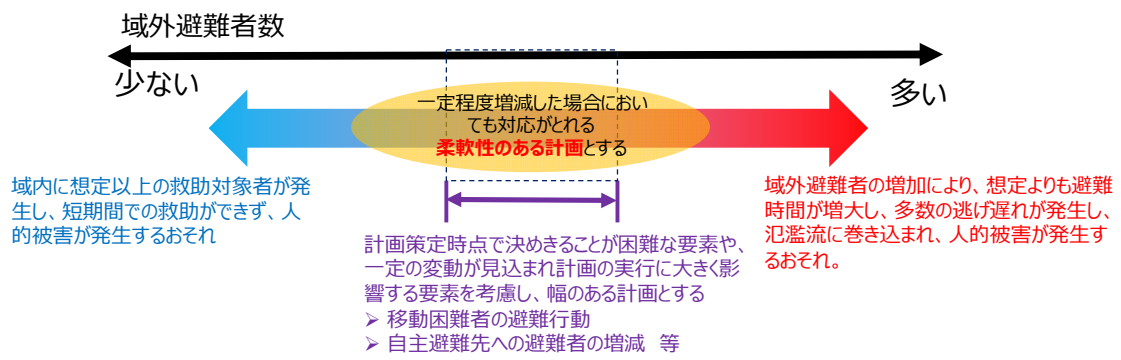 域外避難者数
少ない
多い
一定程度増減した場合におい
ても対応がとれる
柔軟性のある計画とする
域内に想定以上の救助対象者が発
生し、短期間での救助ができず、人
的被害が発生するおそれ
域外避難者の増加により、想定よりも避難
時間が増大し、多数の逃げ遅れが発生し、
氾濫流に巻き込まれ、人的被害が発生す
るおそれ。
計画策定時点で決めきることが困難な要素や、
一定の変動が見込まれ計画の実行に大きく影
響する要素を考慮し、幅のある計画とする
➢ 移動困難者の避難行動
➢ 自主避難先への避難者の増減 等